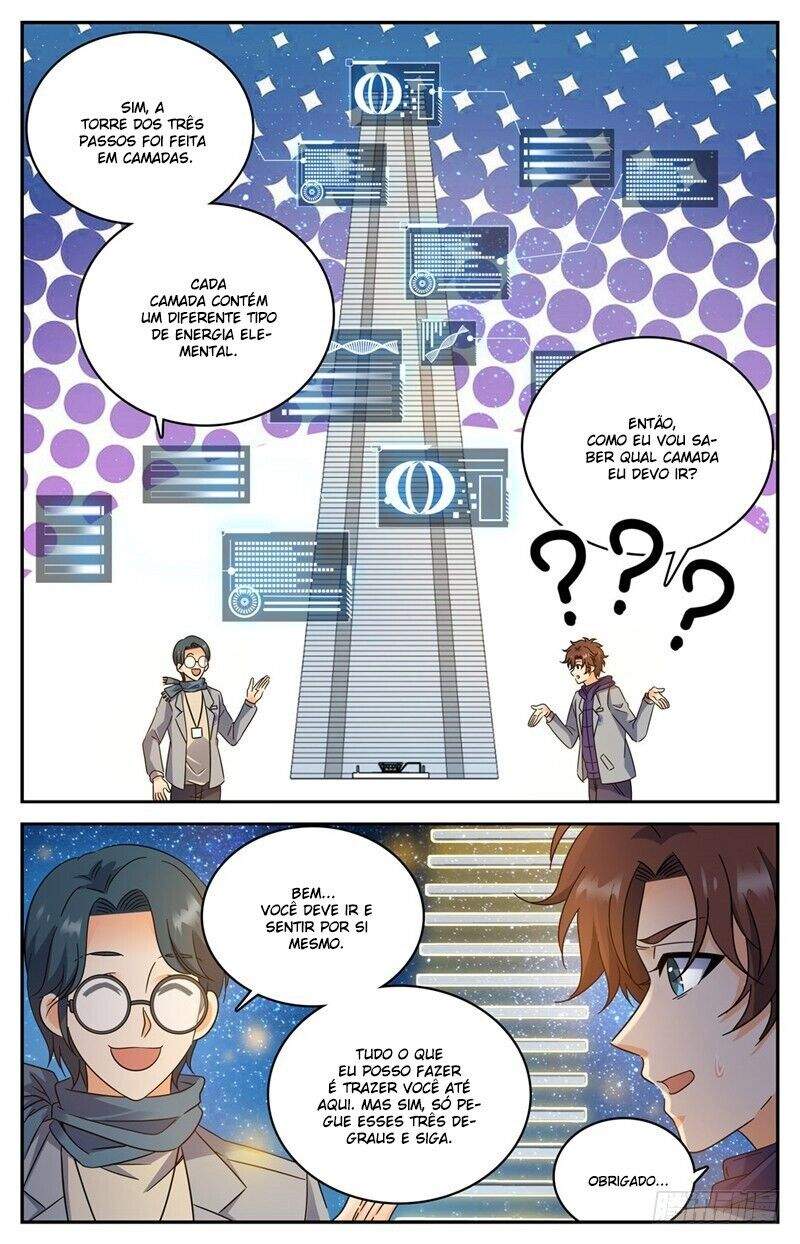 SIM, A
TORRE DOS TRÊS
PASSOS FOI FEITA
EM CAMADAS.
CADA
CAMADA CONTÉM
UM DIFERENTE TIPO
DE ENERGIA ELE-
MENTAL.
ENTÃO,
COMO EU VOU SA-
BER QUAL CAMADA
EU DEVO IR?
???
BEM...
VOCÊ DEVE IR E
SENTIR POR SI
MESMO.
TUDO O QUE
EU POSSO FAZER
É TRAZER VOCÊ ATÉ
AQUI. MAS SIM, SÓ PE-
GUE ESSES TRÊS DE-
GRAUS E SIGA.
OBRIGADO...